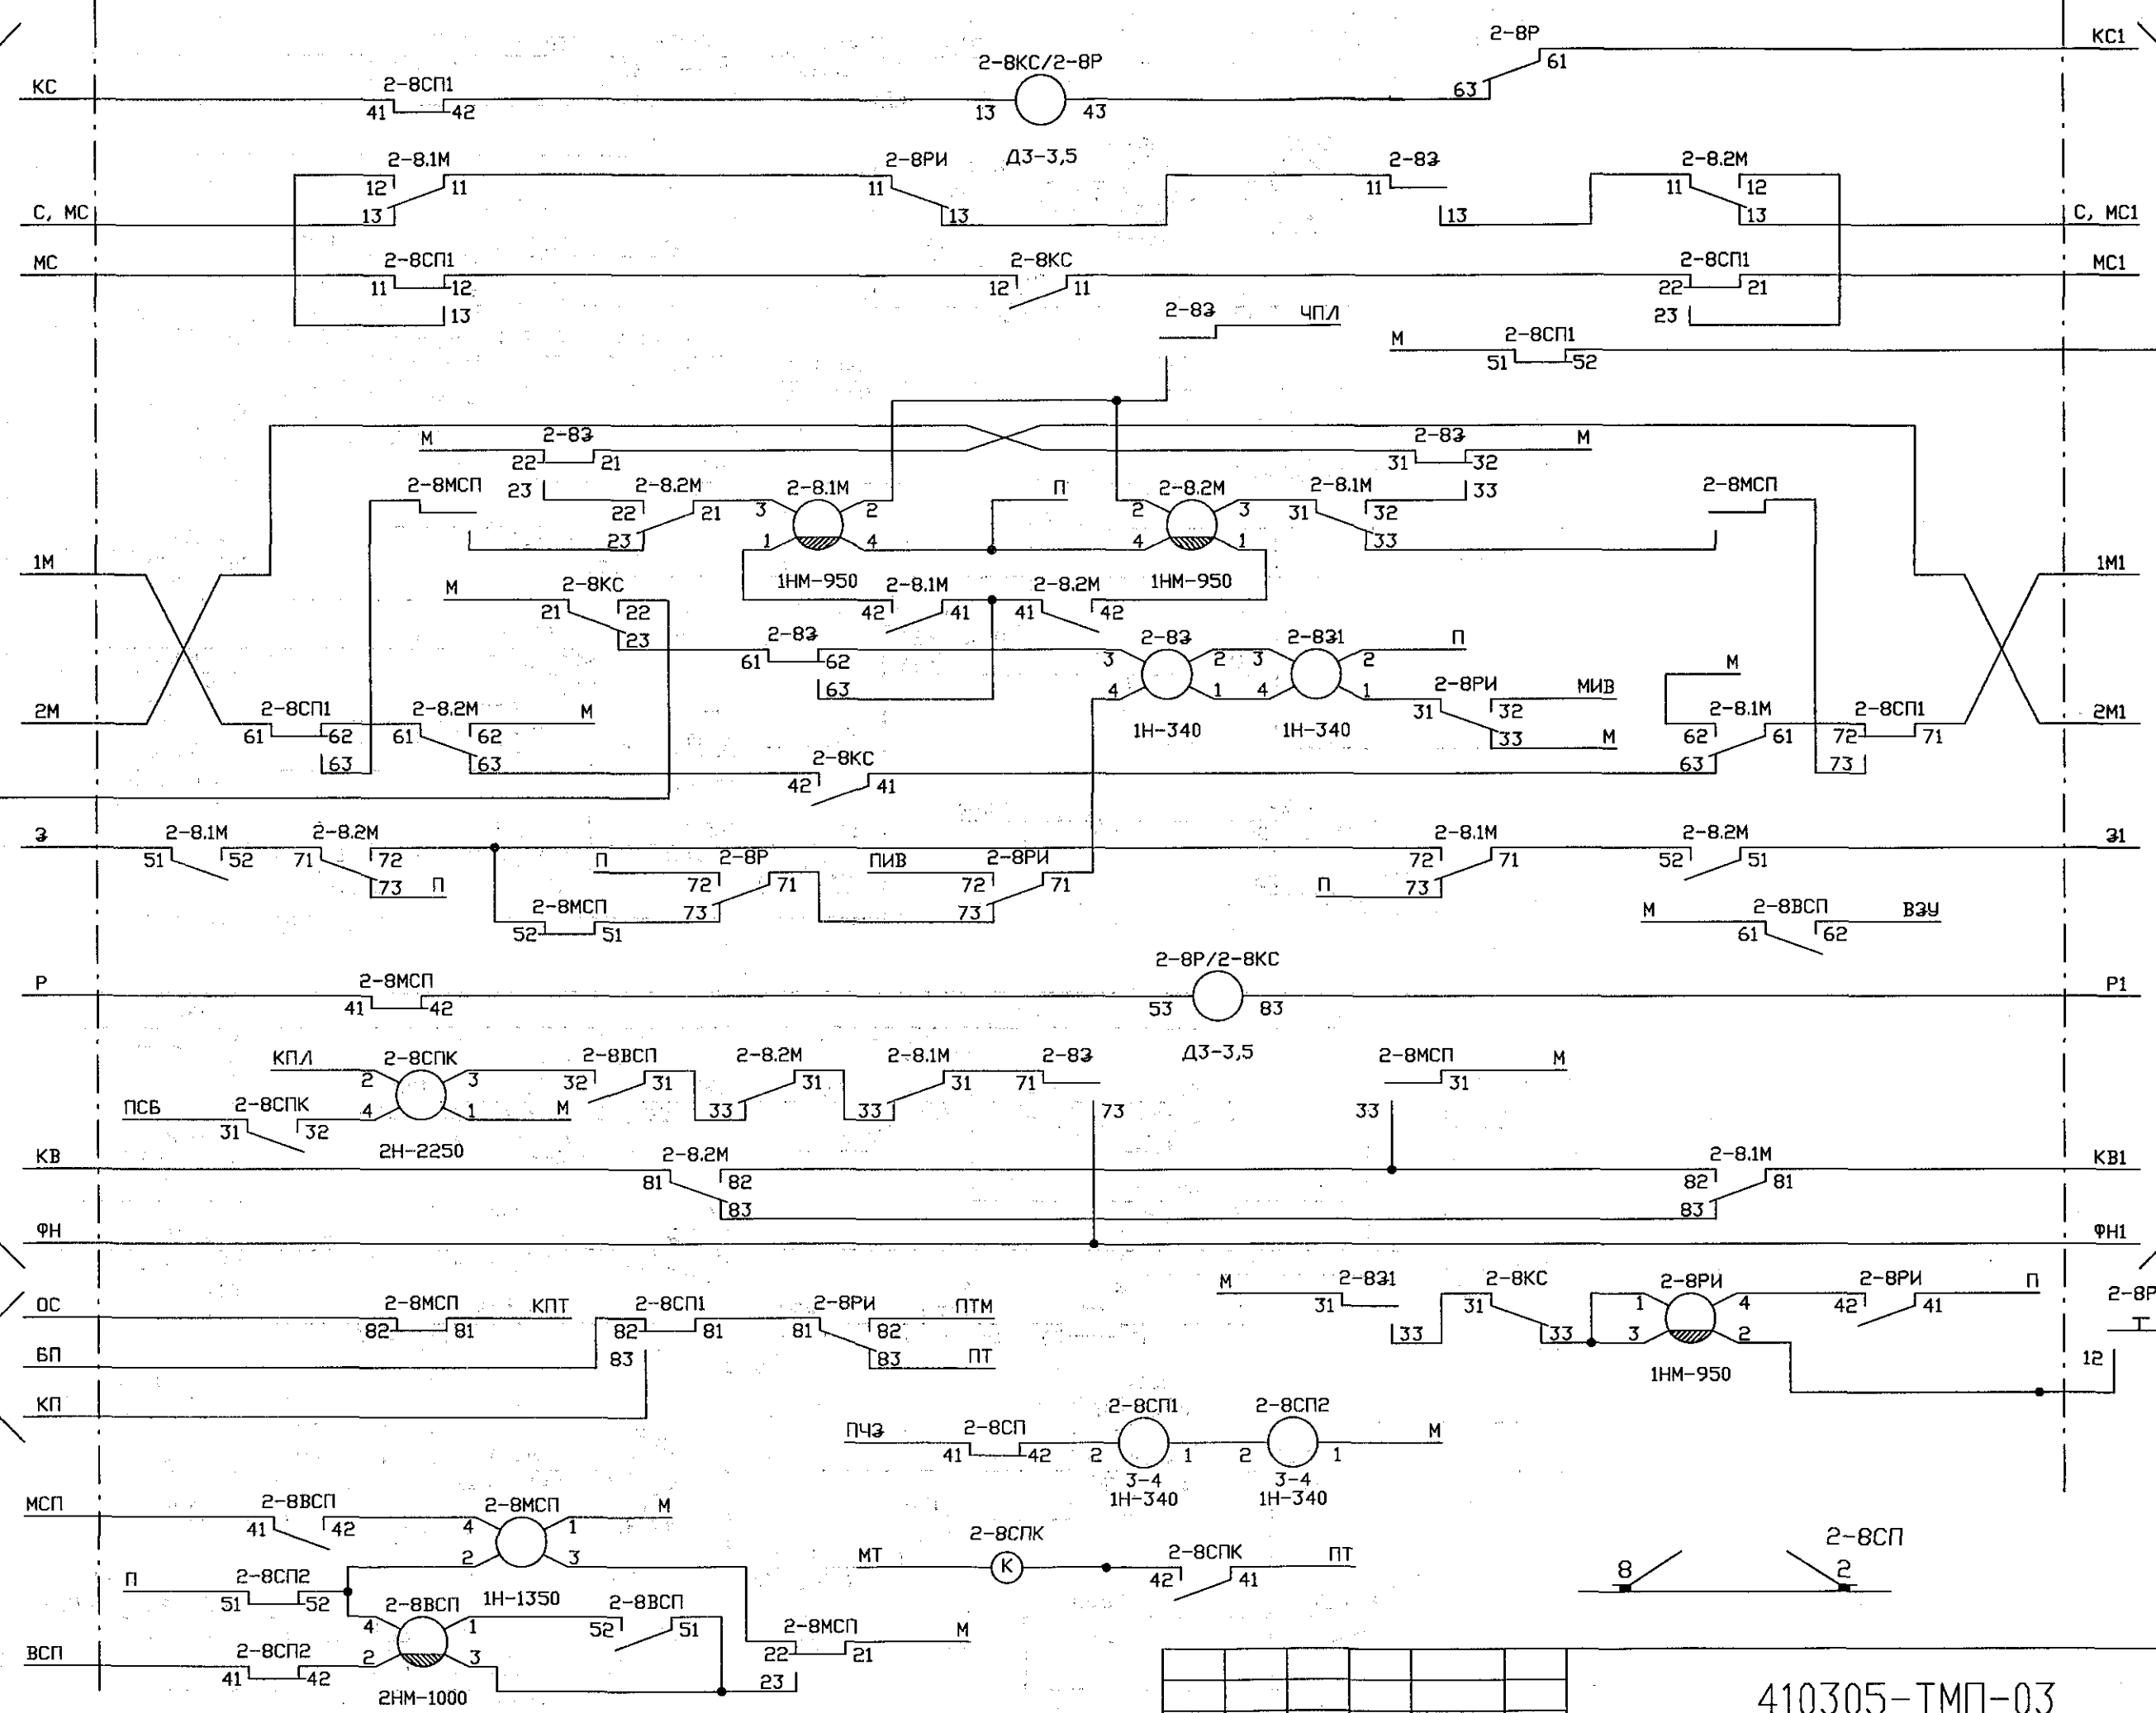 2-8Р КС1
2-8КС/2-8Р 61
КС 2-8СП1 63
41 42 13 43
2-8.1М 2-8РИ Д3-3,5 2-8З 2-8.2М
12 11 11 11 11 12
С, МС 13 13 13 13 С, МС1
МС 2-8СП1 2-8КС 2-8СП1 МС1
11 12 12 11 22 21
13 2-8З ЧПЛ 23
М 2-8СП1
51 52
М 2-8З 2-8З М
22 21 31 32
2-8МСП 23 2-8.2М 2-8.1М П 2-8.2М 2-8.1М 33 2-8МСП
22 21 3 2 2 3 31 32
23 1 4 4 1 33
1М 1НМ-950 1НМ-950 1М1
М 2-8КС 2-8.1М 2-8.2М
21 22 42 41 41 42
23 2-8З 2-8З 2-8З1 П
61 62 3 2 3 2 М
63 4 1 4 1 2-8РИ МИВ
2М 2-8СП1 2-8.2М М 1Н-340 1Н-340 31 32 2-8.1М 2-8СП1 2М1
61 62 61 62 33 М 62 61 72 71
63 63 2-8КС 63 73
42 41
З 2-8.1М 2-8.2М 2-8.1М 2-8.2М З1
51 52 71 72 П 2-8Р ПИВ 2-8РИ 72 71 52 51
73 П 72 71 72 71 П 73
2-8МСП 73 73 М 2-8ВСП ВЗУ
52 51 61 62
2-8Р/2-8КС
Р 2-8МСП Р1
41 42 53 83
КПЛ 2-8СПК 2-8ВСП 2-8.2М 2-8.1М 2-8З Д3-3,5 2-8МСП М
2 3 32 31 31 31 71 31
ПСБ 2-8СПК 4 1 М 33 33 73 33
31 32
2Н-2250
КВ 2-8.2М 2-8.1М КВ1
81 82 82 81
83 83
ФН ФН1
М 2-8З1 2-8КС 2-8РИ 2-8РИ П
ОС 2-8МСП КПТ 2-8СП1 2-8РИ ПТМ 31 31 1 4 42 41 2-8Р
82 81 82 81 81 82 33 33 3 2
БП 83 83 ПТ 12
1НМ-950
КП 2-8СП1 2-8СП2
ПЧЗ 2-8СП М
41 42 2 1 2 1
3-4 3-4
1Н-340 1Н-340
МСП 2-8ВСП 2-8МСП М
41 42 4 1 2-8СПК 2-8СП
2 3 МТ К 2-8СПК ПТ 8 2
П 2-8СП2 1Н-1350 42 41
51 52 2-8ВСП 2-8ВСП
4 1 52 51 2-8МСП М
ВСП 2-8СП2 2 3 22 21
41 42 23
2НМ-1000
410305-ТМП-03